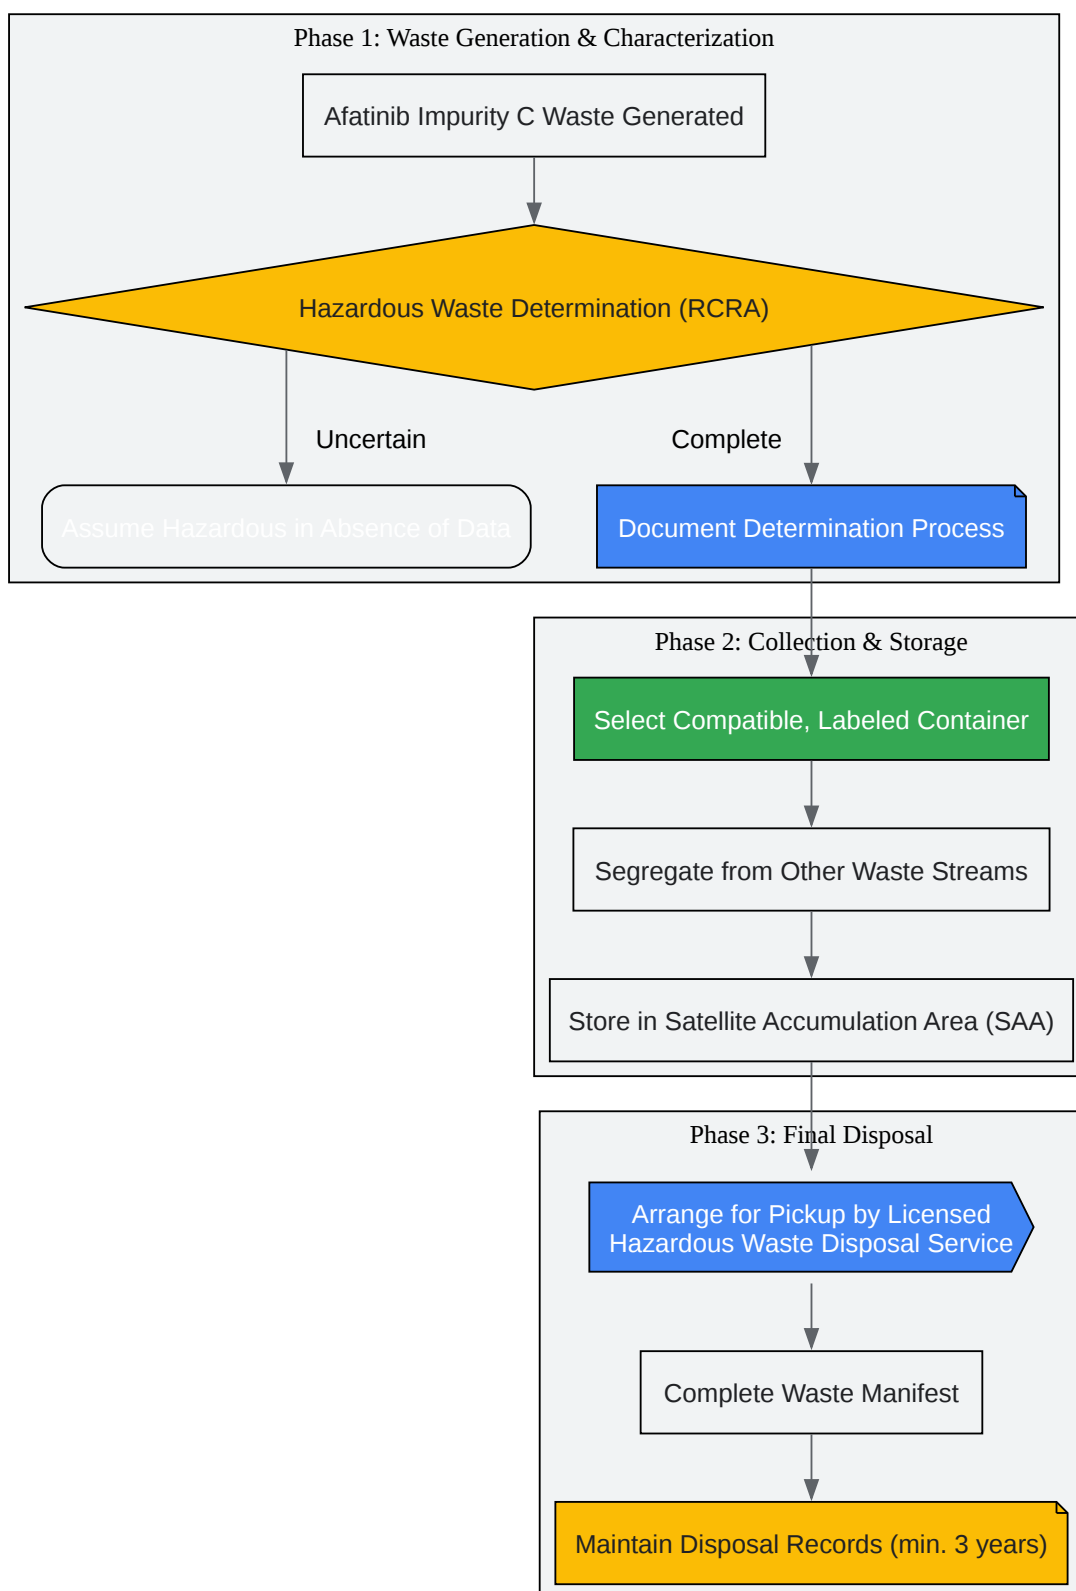 Phase 1: Waste Generation & Characterization
Afatinib Impurity C Waste Generated
Hazardous Waste Determination (RCRA)
Uncertain
Complete
Assume Hazardous in Absence of Data
Document Determination Process
Phase 2: Collection & Storage
Select Compatible, Labeled Container
Segregate from Other Waste Streams
Store in Satellite Accumulation Area (SAA)
Phase 3: Final Disposal
Arrange for Pickup by Licensed
Hazardous Waste Disposal Service
Complete Waste Manifest
Maintain Disposal Records (min. 3 years)